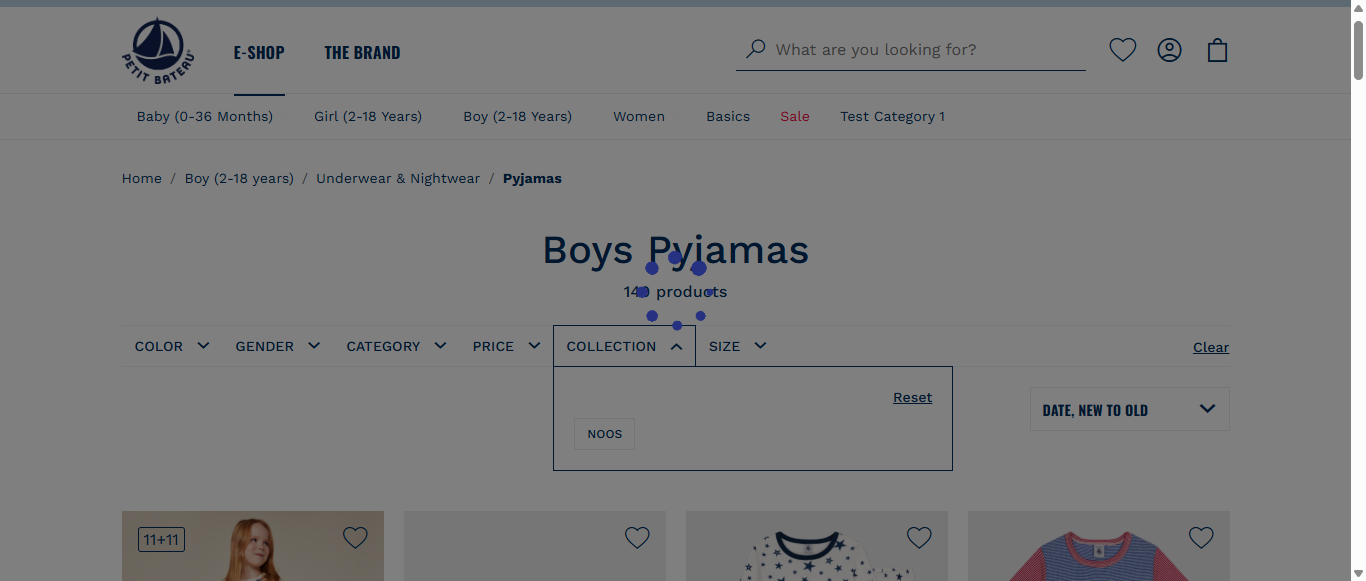 PETIT BATEAU
E-SHOP
THE BRAND
What are you looking for?
Baby (0-36 Months)
Girl (2-18 Years)
Boy (2-18 Years)
Women
Basics
Sale
Test Category 1
Home / Boy (2-18 years) / Underwear & Nightwear / Pyjamas
Boys Pyjamas
products
COLOR
GENDER
CATEGORY
PRICE
COLLECTION
SIZE
Clear
Reset
NOOS
DATE, NEW TO OLD
11+11